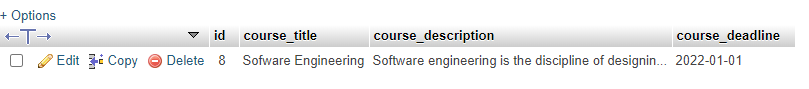 + Options
←T→ id course_title course_description course_deadline
Edit Copy Delete 8 Sofware Engineering Software engineering is the discipline of designin... 2022-01-01